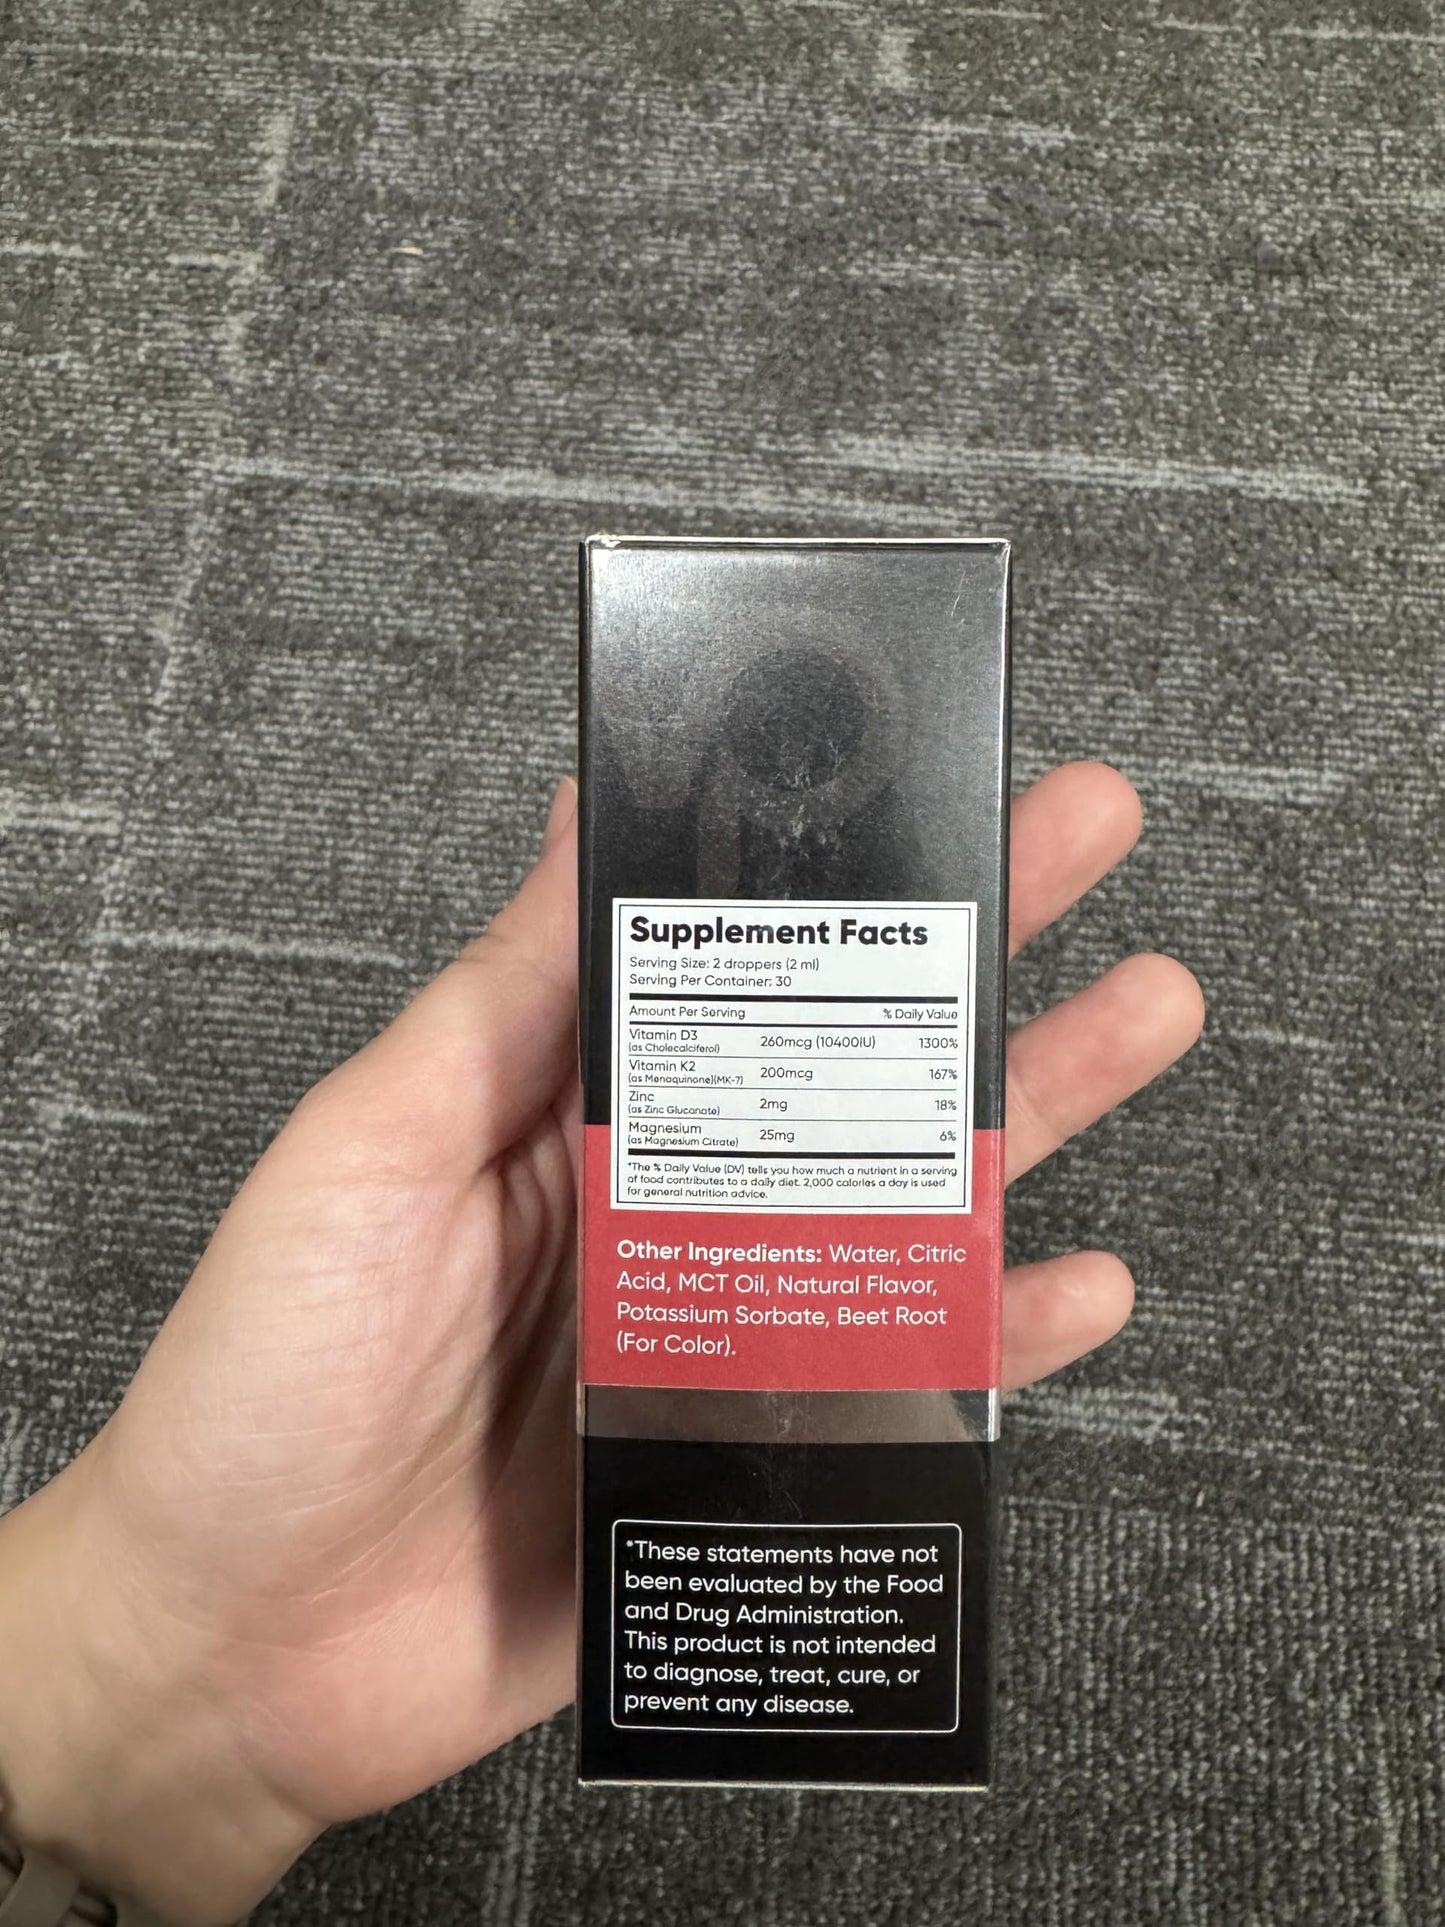 Supplement Facts
Serving Size: 2 droppers (2 ml)
Serving Per Container: 30
Amount Per Serving % Daily Value
Vitamin D3 260mcg (10400IU) 1300%
(as Cholecalciferol)
Vitamin K2 200mcg 167%
(as Menaquinone)(MK-7)
Zinc 2mg 18%
(as Zinc Gluconate)
Magnesium 25mg 6%
(as Magnesium Citrate)
*The % Daily Value (DV) tells you how much a nutrient in a serving
of food contributes to a daily diet. 2,000 calories a day is used
for general nutrition advice.
Other Ingredients: Water, Citric
Acid, MCT Oil, Natural Flavor,
Potassium Sorbate, Beet Root
(For Color).
*These statements have not
been evaluated by the Food
and Drug Administration.
This product is not intended
to diagnose, treat, cure, or
prevent any disease.